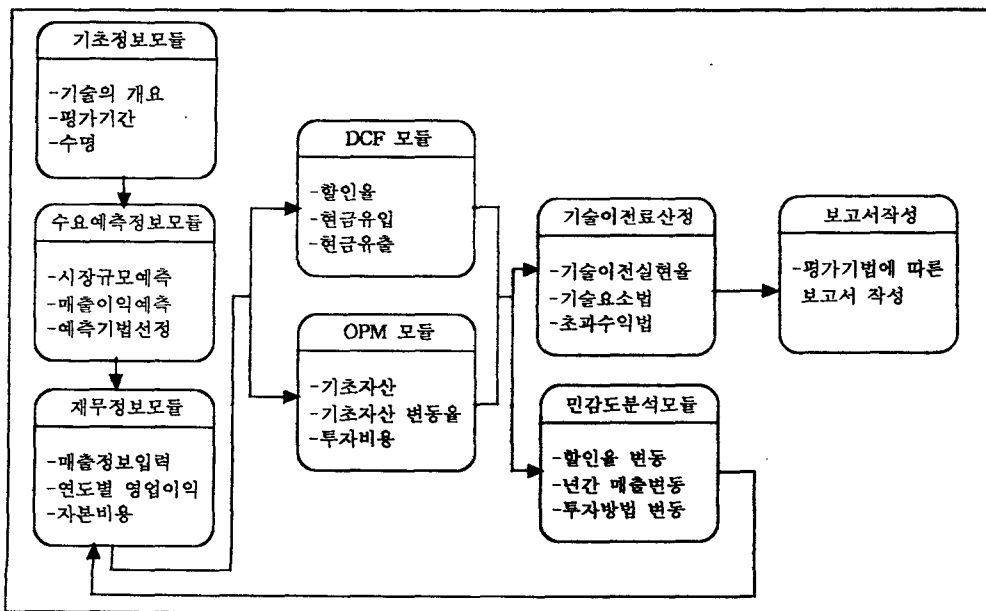 기초정보모듈
-기술의 개요
-평가기간
-수명
수요예측정보모듈
-시장규모예측
-매출이익예측
-예측기법선정
재무정보모듈
-매출정보입력
-연도별 영업이익
-자본비용
DCF 모듈
-할인율
-현금유입
-현금유출
OPM 모듈
-기초자산
-기초자산 변동율
-투자비용
기술이전료산정
-기술이전실현율
-기술요소법
-초과수익법
민감도분석모듈
-할인율 변동
-년간 매출변동
-투자방법 변동
보고서작성
-평가기법에 따른
보고서 작성